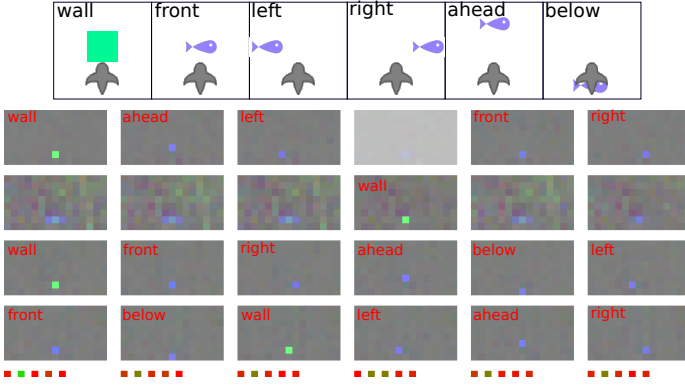 wall front left right ahead below
wall ahead left front right
wall
wall front right ahead below left
front below wall left ahead right